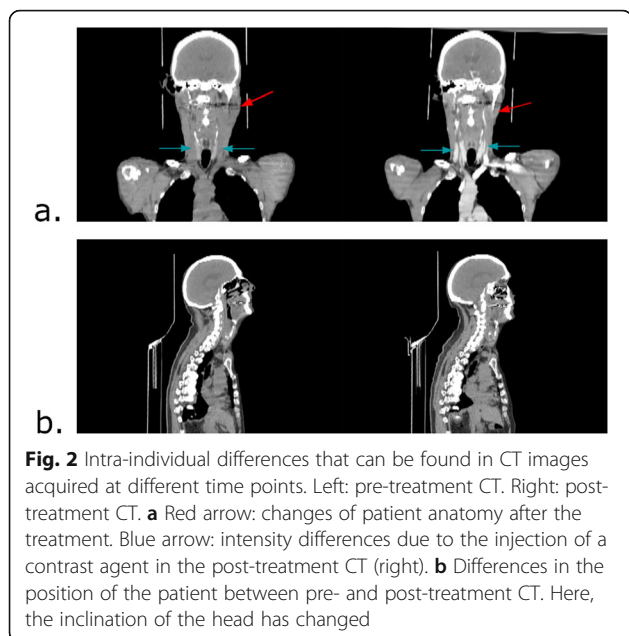 a.
b.
Fig. 2 Intra-individual differences that can be found in CT images
acquired at different time points. Left: pre-treatment CT. Right: post-
treatment CT. a Red arrow: changes of patient anatomy after the
treatment. Blue arrow: intensity differences due to the injection of a
contrast agent in the post-treatment CT (right). b Differences in the
position of the patient between pre- and post-treatment CT. Here,
the inclination of the head has changed